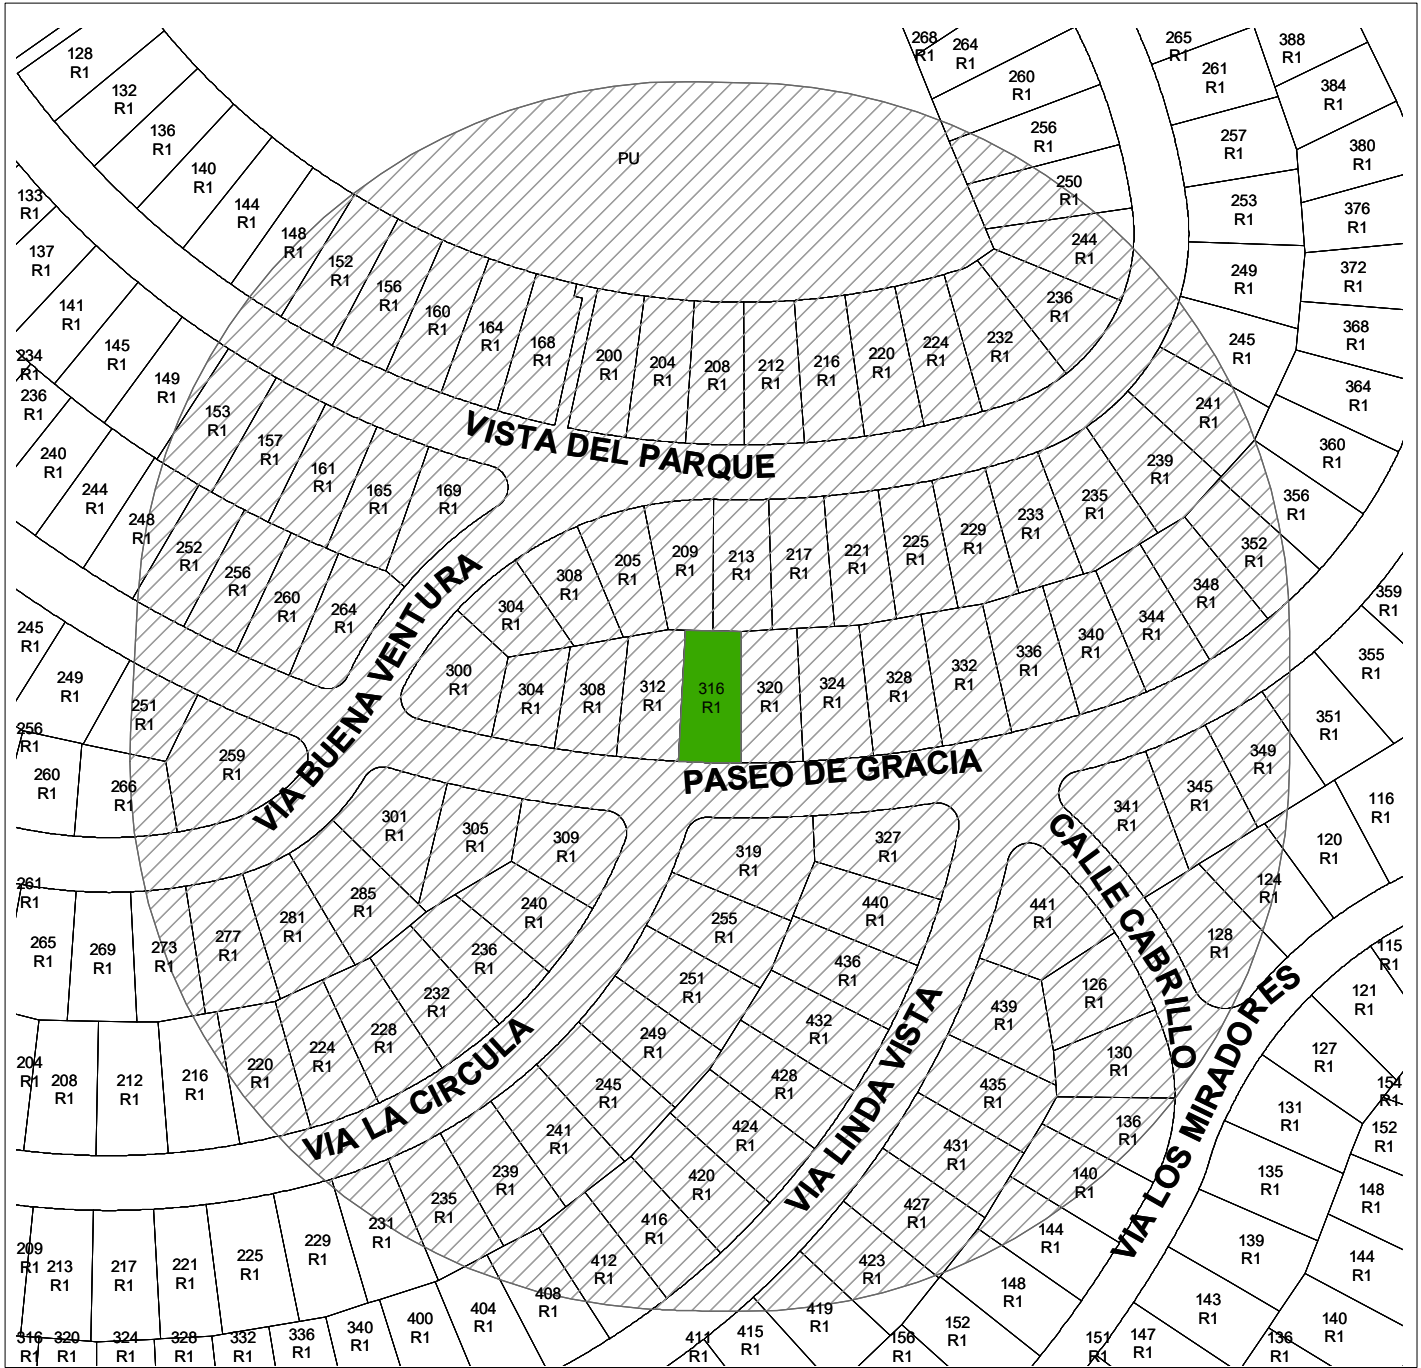 128
R1
132
R1
136
R1
140
R1
144
R1
148
R1
152
R1
156
R1
160
R1
164
R1
168
R1
200
R1
204
R1
208
R1
212
R1
216
R1
220
R1
224
R1
232
R1
236
R1
244
R1
250
R1
256
R1
260
R1
264
R1
268
R1
PU
265
R1
261
R1
257
R1
253
R1
249
R1
245
R1
241
R1
239
R1
235
R1
233
R1
229
R1
225
R1
221
R1
217
R1
213
R1
209
R1
205
R1
308
R1
304
R1
388
R1
384
R1
380
R1
376
R1
372
R1
368
R1
364
R1
360
R1
356
R1
352
R1
348
R1
344
R1
340
R1
336
R1
332
R1
328
R1
324
R1
320
R1
316
R1
312
R1
308
R1
304
R1
300
R1
VISTA DEL PARQUE
133
R1
137
R1
141
R1
145
R1
149
R1
153
R1
157
R1
161
R1
165
R1
169
R1
234
R1
236
R1
240
R1
244
R1
248
R1
252
R1
256
R1
260
R1
264
R1
VIA BUENA VENTURA
245
R1
249
R1
251
R1
259
R1
256
R1
260
R1
266
R1
PASEO DE GRACIA
359
R1
355
R1
351
R1
349
R1
345
R1
341
R1
116
R1
120
R1
124
R1
128
R1
CALLE CABRILLO
301
R1
305
R1
309
R1
240
R1
236
R1
232
R1
228
R1
224
R1
220
R1
216
R1
212
R1
208
R1
204
R1
261
R1
265
R1
269
R1
273
R1
277
R1
281
R1
285
R1
VIA LA CIRCULA
319
R1
327
R1
255
R1
251
R1
249
R1
245
R1
241
R1
239
R1
235
R1
231
R1
229
R1
225
R1
221
R1
217
R1
213
R1
209
R1
440
R1
436
R1
432
R1
428
R1
424
R1
420
R1
416
R1
412
R1
408
R1
404
R1
400
R1
340
R1
336
R1
332
R1
328
R1
324
R1
320
R1
316
R1
VIA LINDA VISTA
441
R1
439
R1
435
R1
431
R1
427
R1
423
R1
419
R1
415
R1
411
R1
126
R1
130
R1
136
R1
140
R1
144
R1
148
R1
152
R1
156
R1
VIA LOS MIRADORES
115
R1
121
R1
127
R1
131
R1
135
R1
139
R1
143
R1
147
R1
151
R1
154
R1
152
R1
148
R1
144
R1
140
R1
136
R1